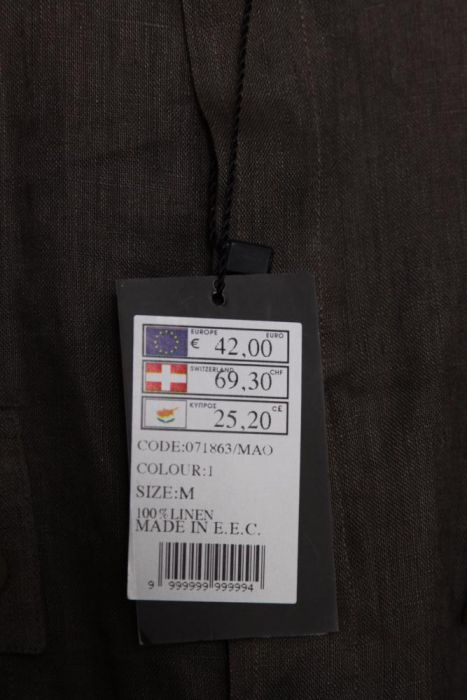 EUROPE EURO
€ 42,00
SWITZERLAND CHF
69,30
ΚΥΠΡΟΣ C£
25,20
CODE:071863/MAO
COLOUR:1
SIZE:M
100%LINEN
MADE IN E.E.C.
9 999999 999994